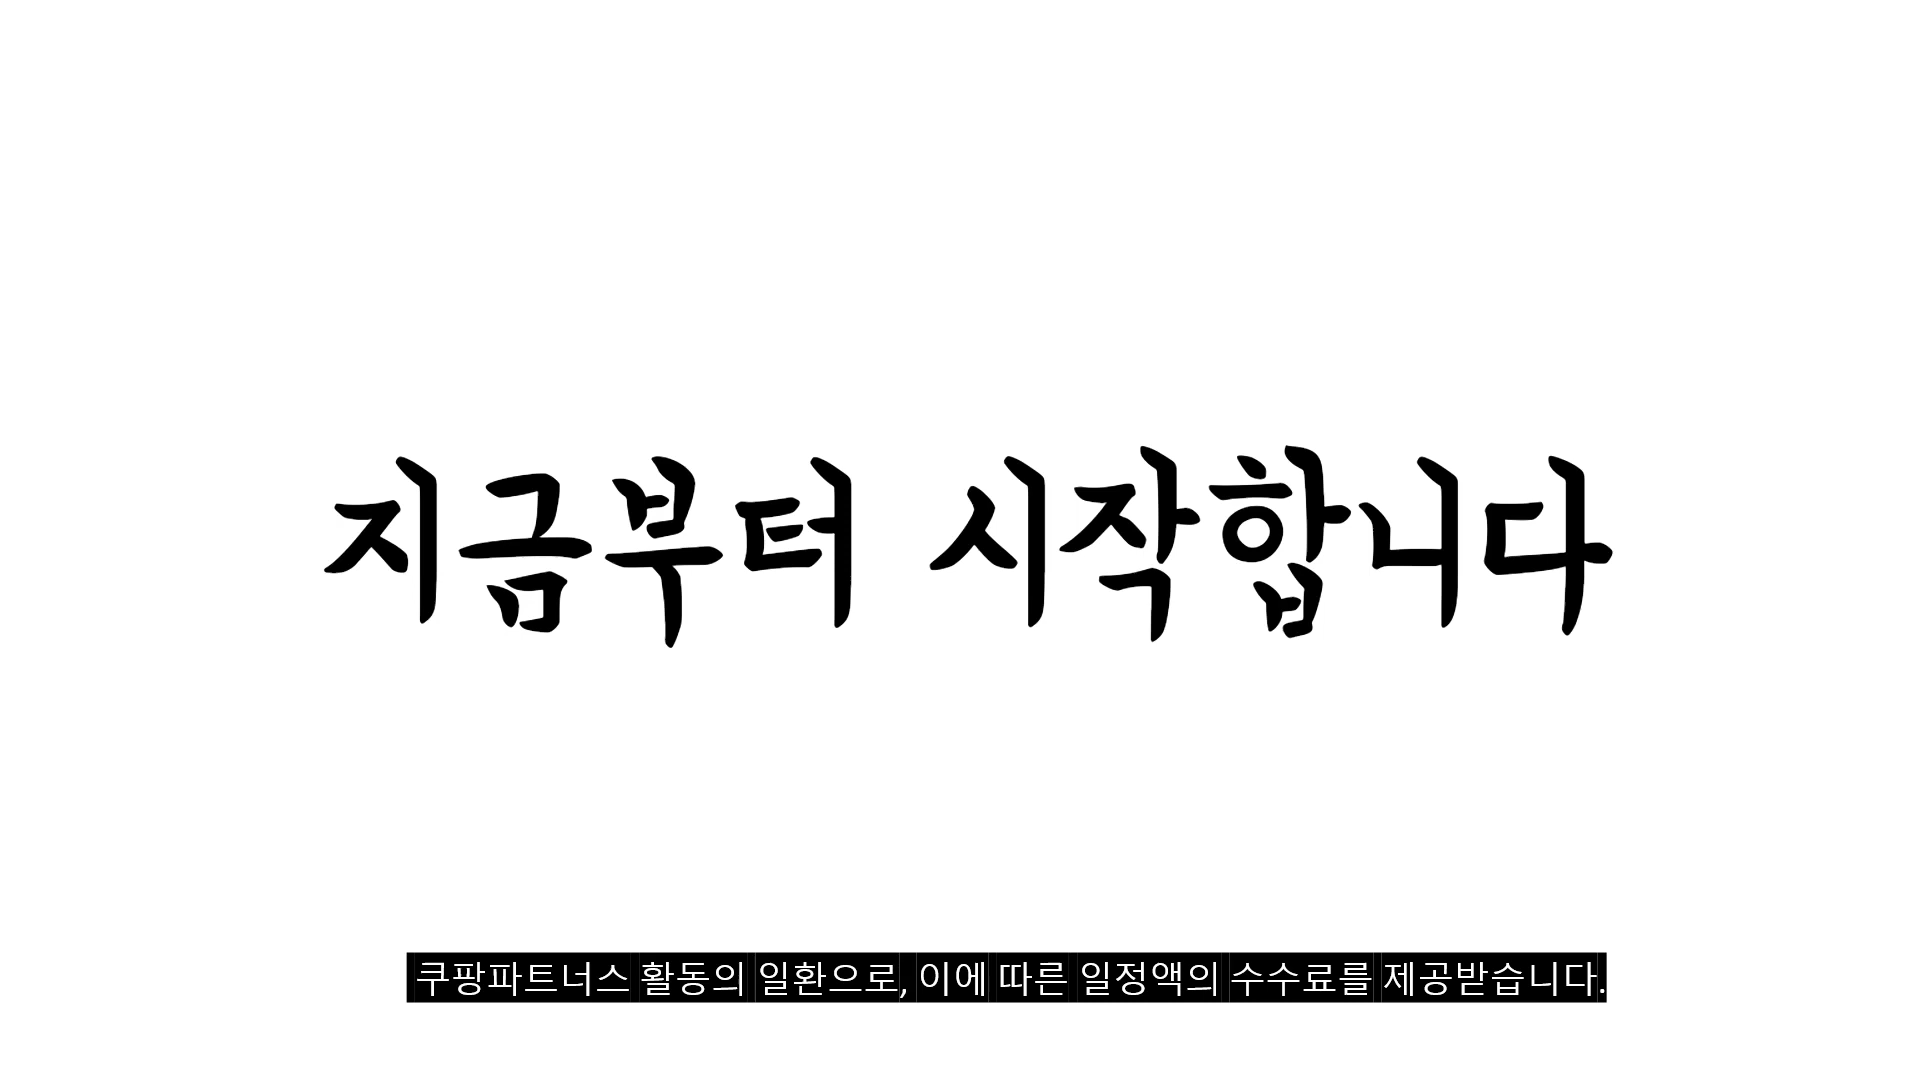 지금부터 시작합니다
쿠팡파트너스 활동의 일환으로, 이에 따른 일정액의 수수료를 제공받습니다.